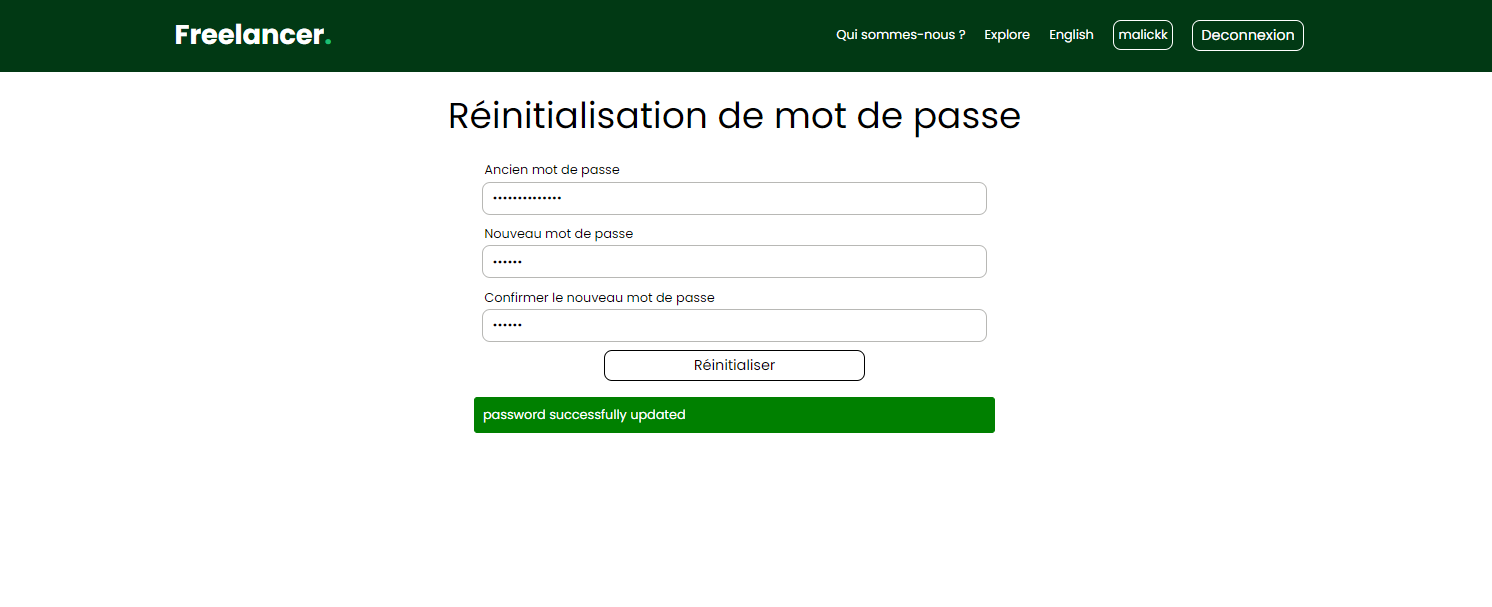 Freelancer.
Qui sommes-nous ? Explore English malickk Deconnexion
Réinitialisation de mot de passe
Ancien mot de passe
••••••••••••••
Nouveau mot de passe
••••••
Confirmer le nouveau mot de passe
••••••
Réinitialiser
password successfully updated